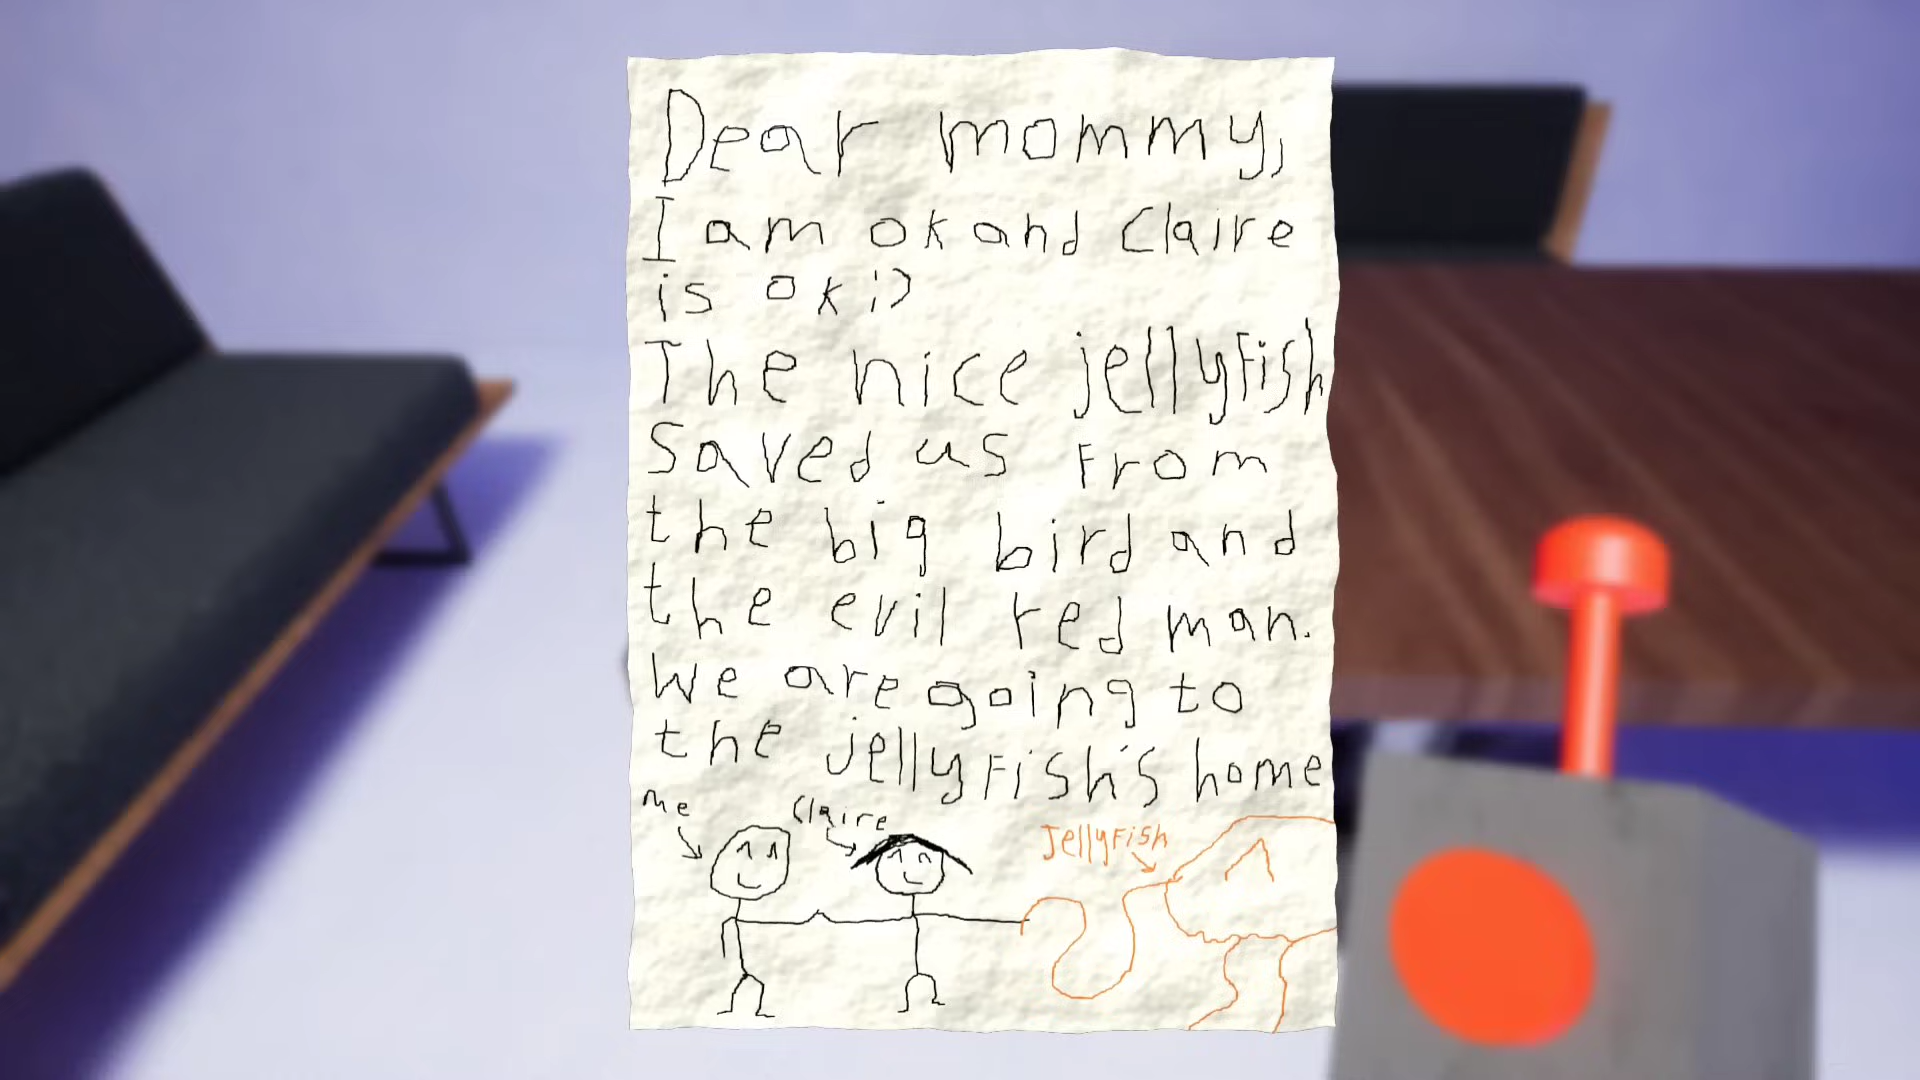 Dear mommy,
I am ok and Claire
is ok :)
The nice jellyfish
saved us from
the big bird and
the evil red man.
We are going to
the jellyfish's home
Me
Claire
Jellyfish